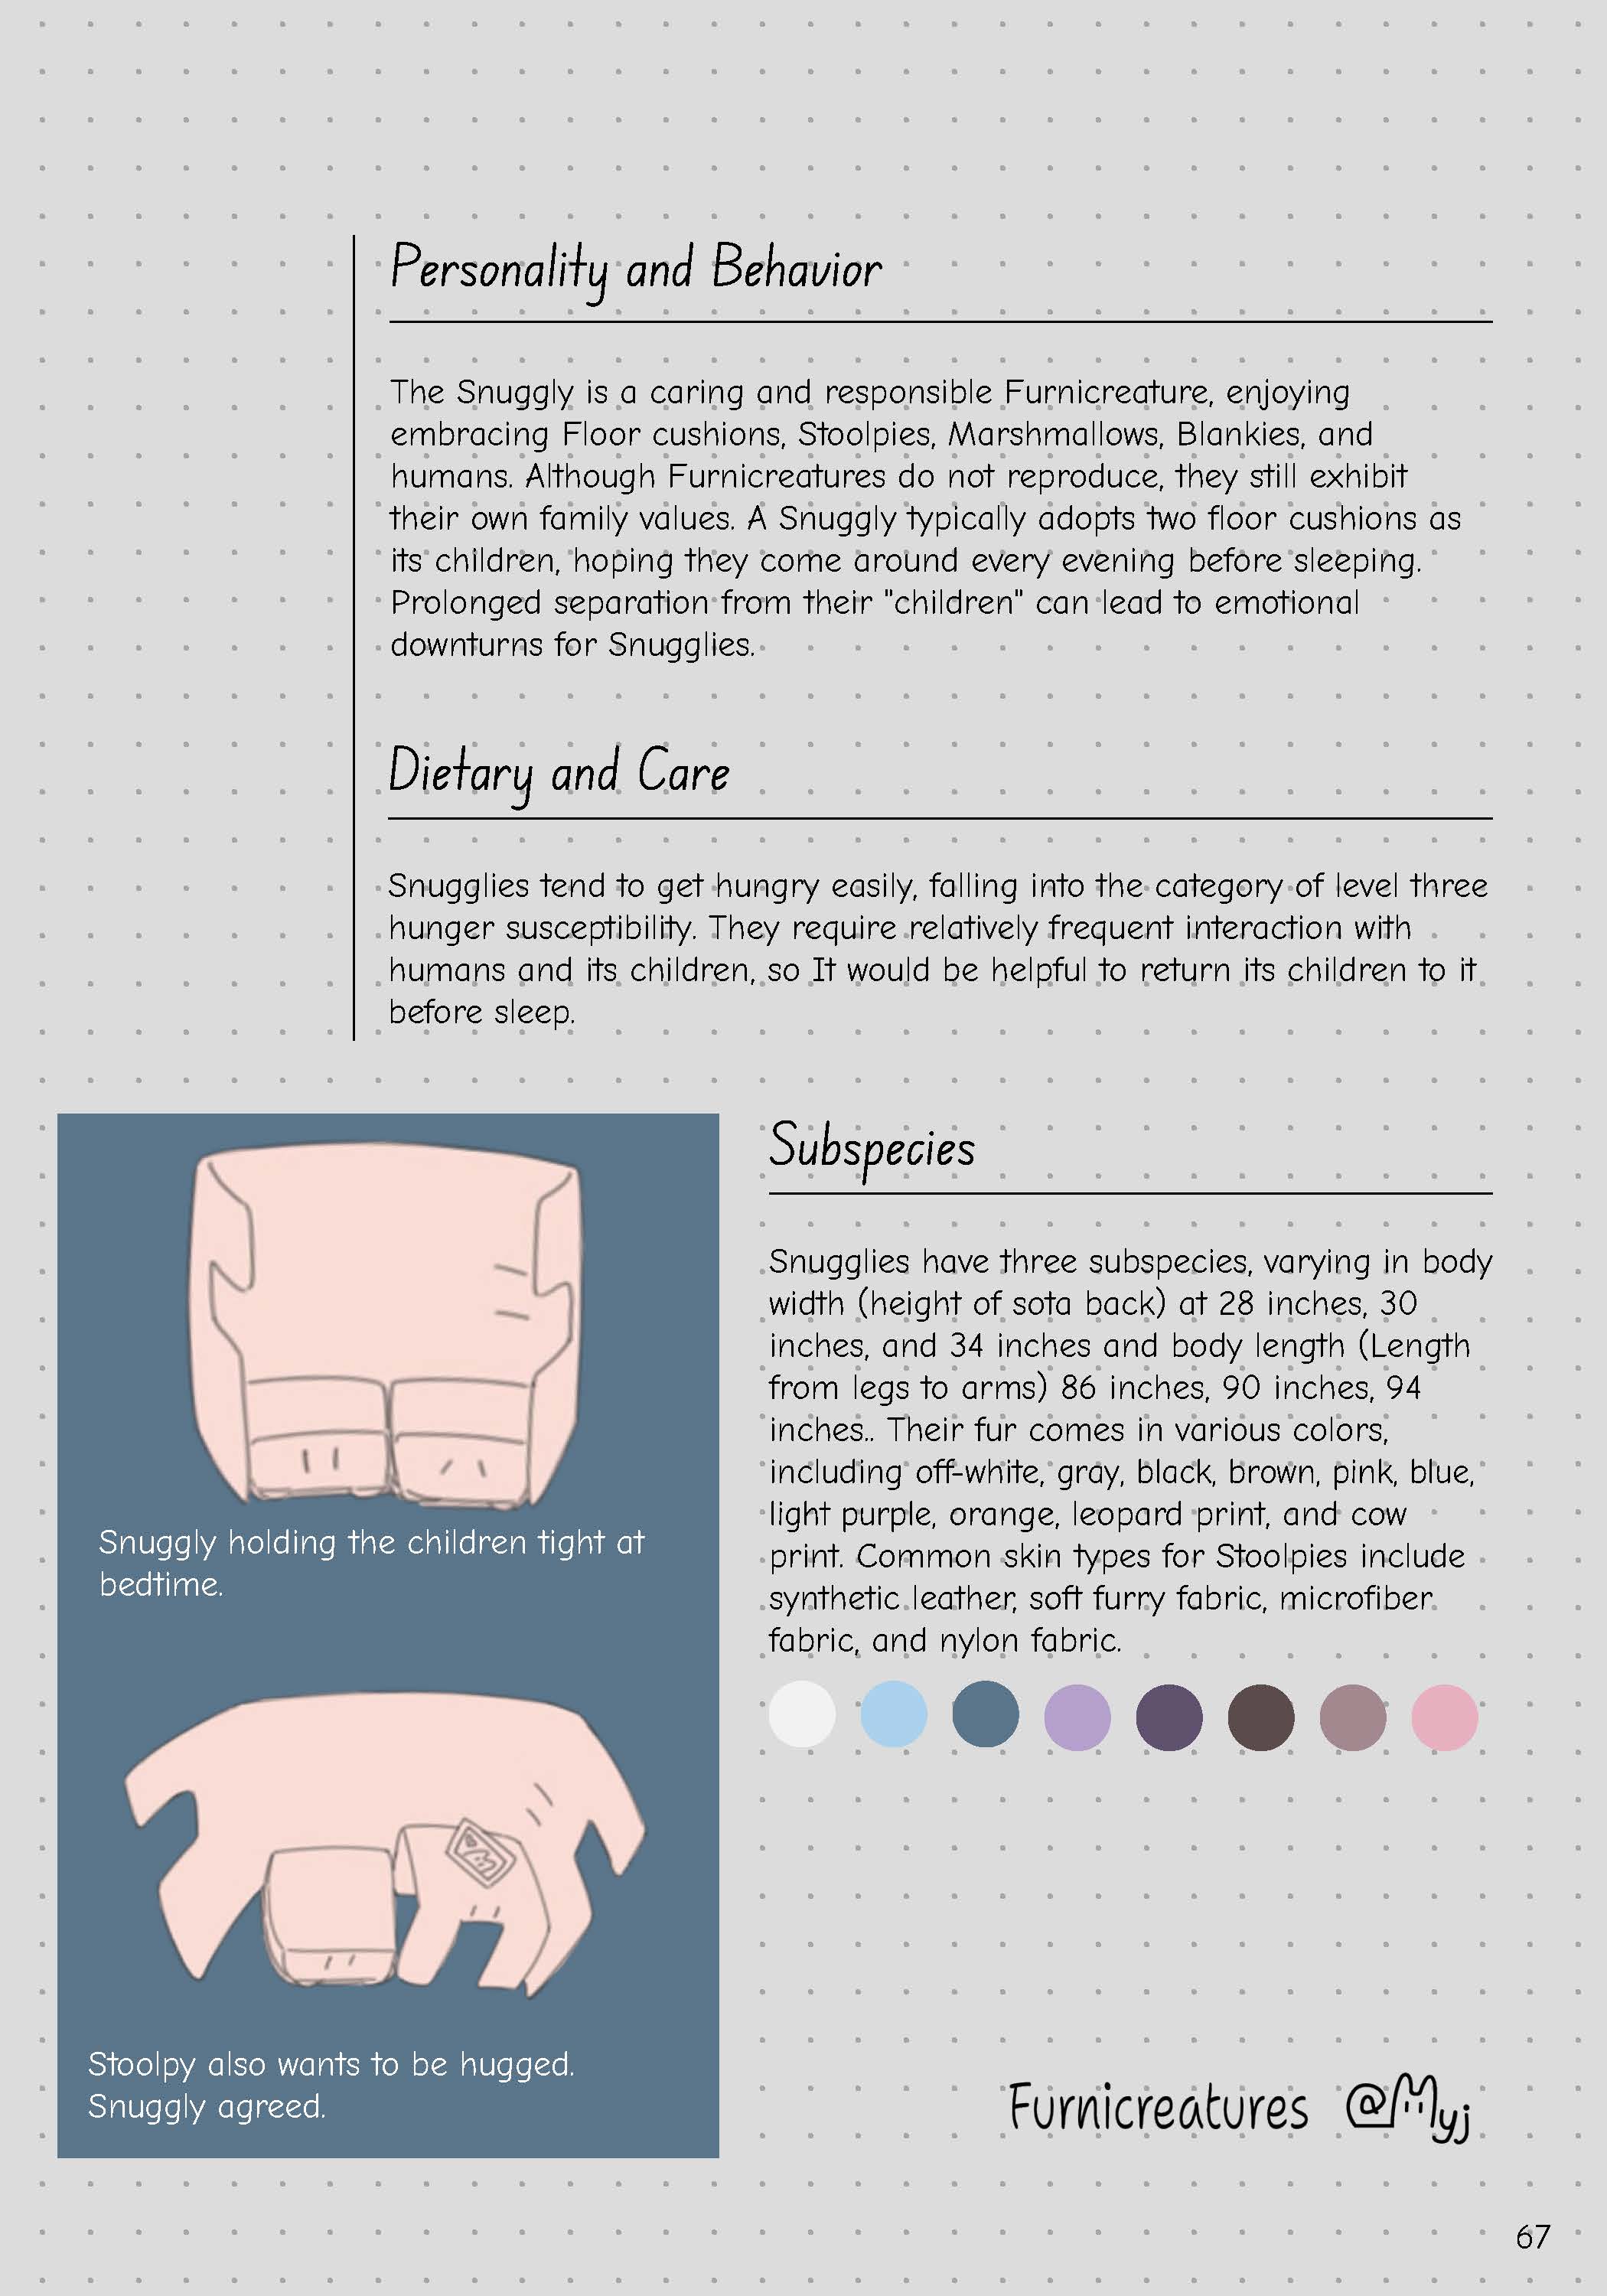 Personality and Behavior
The Snuggly is a caring and responsible Furnicreature, enjoying
embracing Floor cushions, Stoolpies, Marshmallows, Blankies, and
humans. Although Furnicreatures do not reproduce, they still exhibit
their own family values. A Snuggly typically adopts two floor cushions as
its children, hoping they come around every evening before sleeping.
Prolonged separation from their "children" can lead to emotional
downturns for Snugglies.
Dietary and Care
Snugglies tend to get hungry easily, falling into the category of level three
hunger susceptibility. They require relatively frequent interaction with
humans and its children, so It would be helpful to return its children to it
before sleep.
Snuggly holding the children tight at
bedtime.
Stoolpy also wants to be hugged.
Snuggly agreed.
Subspecies
Snugglies have three subspecies, varying in body
width (height of sota back) at 28 inches, 30
inches, and 34 inches and body length (Length
from legs to arms) 86 inches, 90 inches, 94
inches.. Their fur comes in various colors,
including off-white, gray, black, brown, pink, blue,
light purple, orange, leopard print, and cow
print. Common skin types for Stoolpies include
synthetic leather, soft furry fabric, microfiber
fabric, and nylon fabric.
Furnicreatures @Myj
67